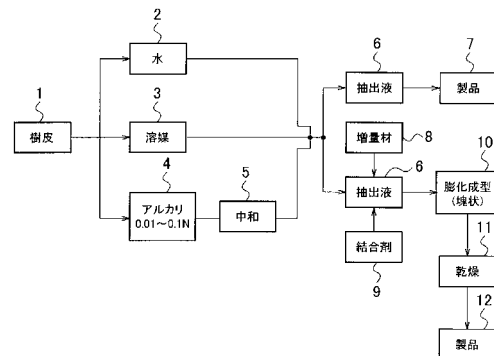 1
樹皮
2
水
3
溶媒
4
アルカリ
0.01~0.1N
5
中和
6
抽出液
7
製品
増量材
8
6
抽出液
結合剤
9
10
膨化成型
(塊状)
11
乾燥
12
製品